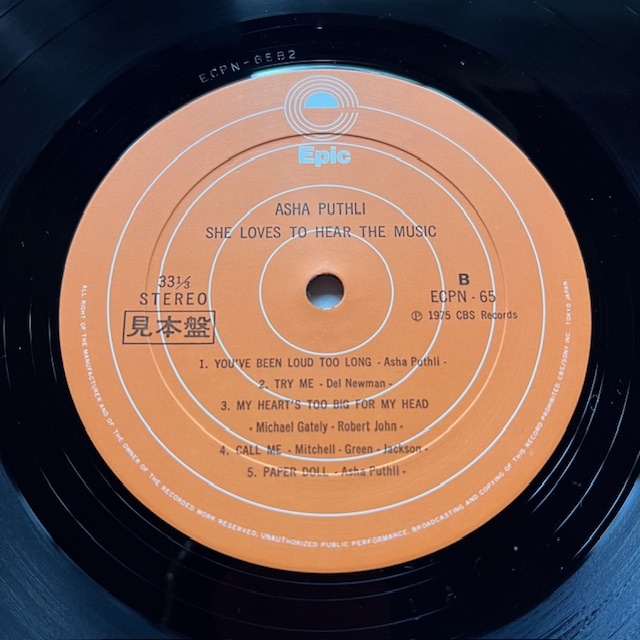 ECPN-65B2
Epic
ASHA PUTHLI
SHE LOVES TO HEAR THE MUSIC
33⅓
STEREO
見本盤
B
ECPN - 65
Ⓟ 1975 CBS Records
1. YOU'VE BEEN LOUD TOO LONG - Asha Puthli -
2. TRY ME - Del Newman -
3. MY HEART'S TOO BIG FOR MY HEAD
- Michael Gately - Robert John -
4. CALL ME - Mitchell - Green - Jackson -
5. PAPER DOLL - Asha Puthli -
ALL RIGHT OF THE MANUFACTURER AND OF THE OWNER OF THE RECORDED WORK RESERVED, UNAUTHORIZED PUBLIC PERFORMANCE, BROADCASTING AND COPYING OF THIS RECORD PROHIBITED CBS/SONY INC. TOKYO JAPAN